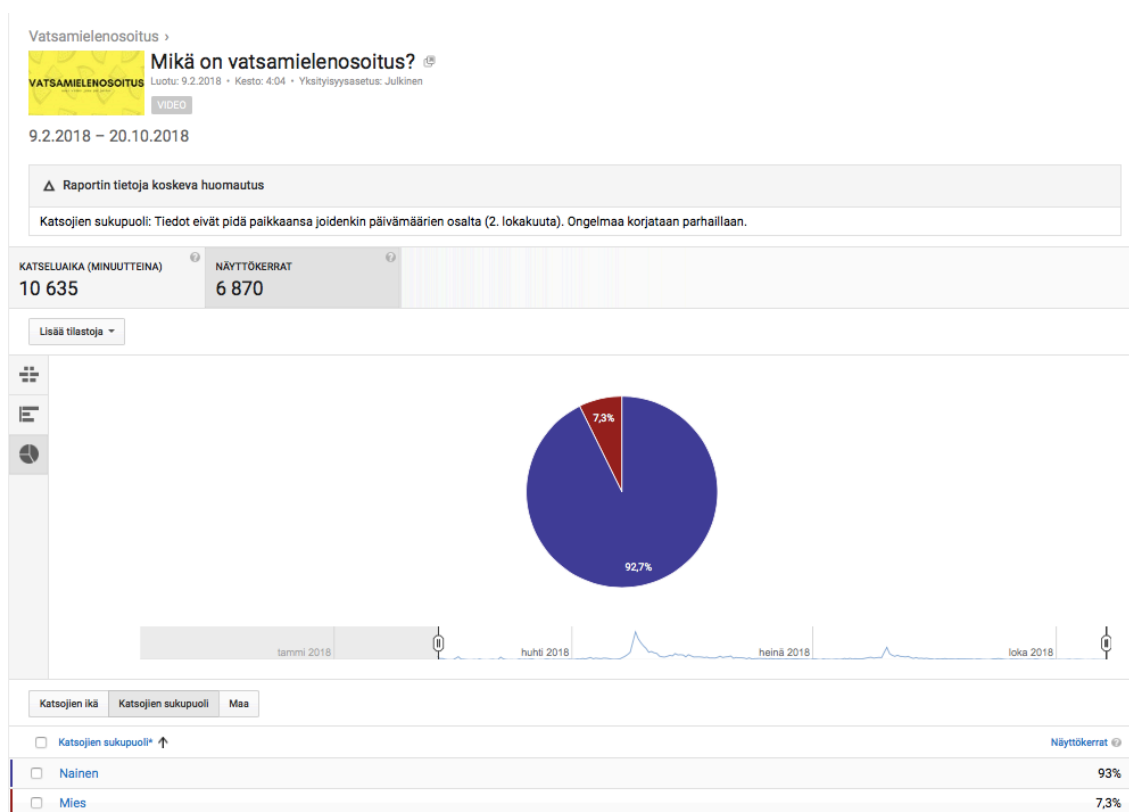 Vatsamielenosoitus ›
Mikä on vatsamielenosoitus?
VATSAMIELENOSOITUS
Luotu: 9.2.2018 • Kesto: 4:04 • Yksityisyysasetus: Julkinen
VIDEO
9.2.2018 – 20.10.2018
Raportin tietoja koskeva huomautus
Katsojien sukupuoli: Tiedot eivät pidä paikkaansa joidenkin päivämäärien osalta (2. lokakuuta). Ongelmaa korjataan parhaillaan.
KATSELUAIKA (MINUUTTEINA)
10 635
NÄYTTÖKERRAT
6 870
Lisää tilastoja
7,3%
92,7%
tammi 2018
huhti 2018
heinä 2018
loka 2018
Katsojien ikä
Katsojien sukupuoli
Maa
Katsojien sukupuoli* ↑
Näyttökerrat
Nainen
93%
Mies
7,3%